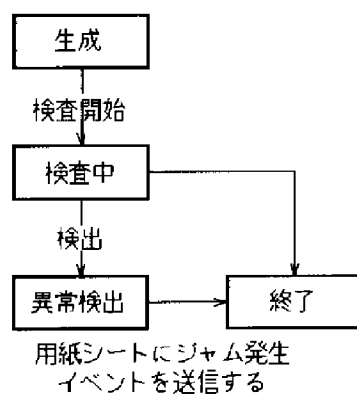 生成
検査開始
検査中
検出
異常検出
終了
用紙シートにジャム発生
イベントを送信する